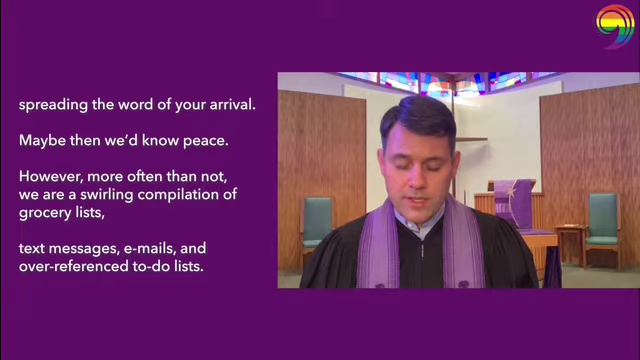 spreading the word of your arrival.
Maybe then we'd know peace.
However, more often than not,
we are a swirling compilation of
grocery lists,
text messages, e-mails, and
over-referenced to-do lists.